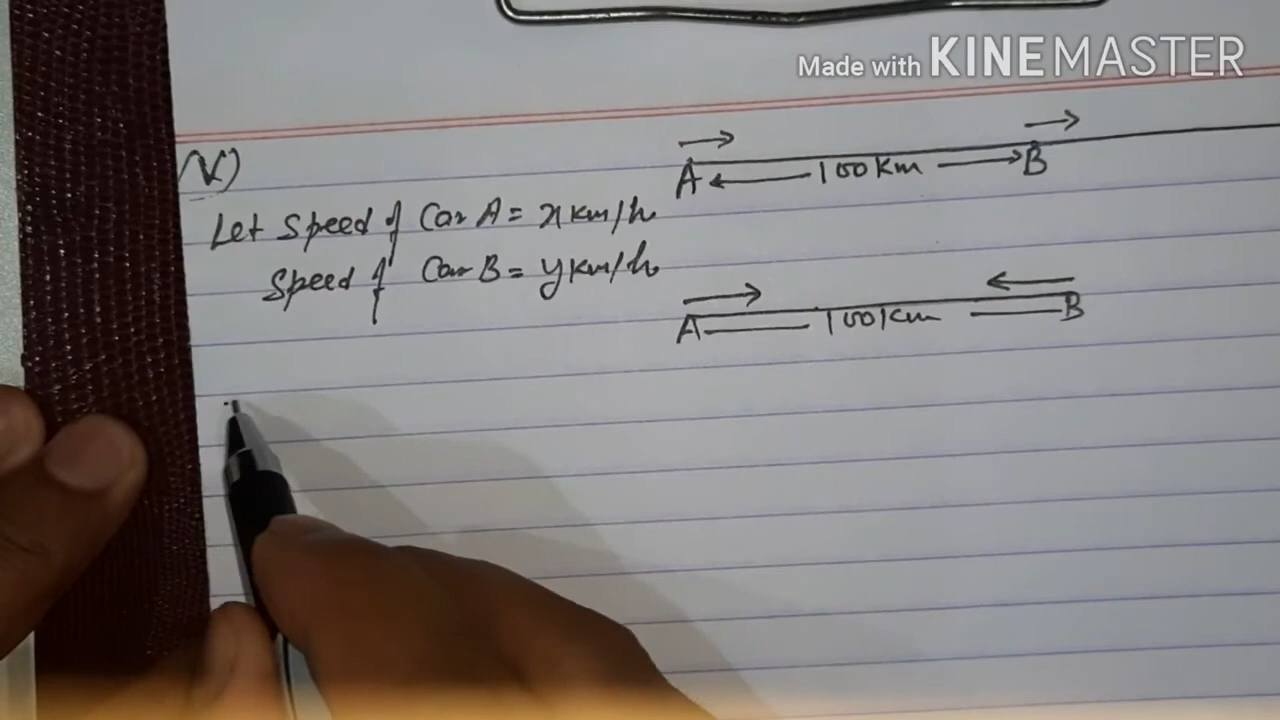 Made with KINEMASTER
(V)
A 100 Km B
Let Speed of Car A = x km/h
Speed of Car B = y km/h
A 100 Km B